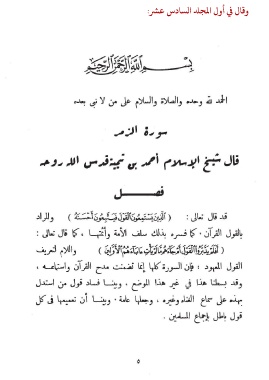 وقال في أول المجلد السادس عشر:
بسم الله الرحمن الرحيم
الحمد لله وحده والصلاة والسلام على من لا نبي بعده
سورة الزمر
قال شيخ الإسلام أحمد بن تيمية قدس الله روحه
فصل
قد قال تعالى: (الَّذِينَ يَسْتَمِعُونَ الْقَوْلَ فَيَتَّبِعُونَ أَحْسَنَهُ) والمراد
بالقول القرآن، كما فسره بذلك سلف الأمة وأئمتها، كما قال تعالى:
(أَفَلَمْ يَدَّبَّرُوا الْقَوْلَ أَمْ جَاءَهُمْ مَا لَمْ يَأْتِ آبَاءَهُمُ الْأَوَّلِينَ) واللام لتعريف
القول المعهود؛ فإن السورة كلها إنما تضمنت مدح القرآن واستماعه،
وقد بسطنا هذا في غير هذا الموضع، وبينا فساد قول من استدل
بهذه على سماع الغناء وغيره، وجعلها عامة. وبينا أن تعميمها في كل
قول باطل بإجماع المسلمين.
٥